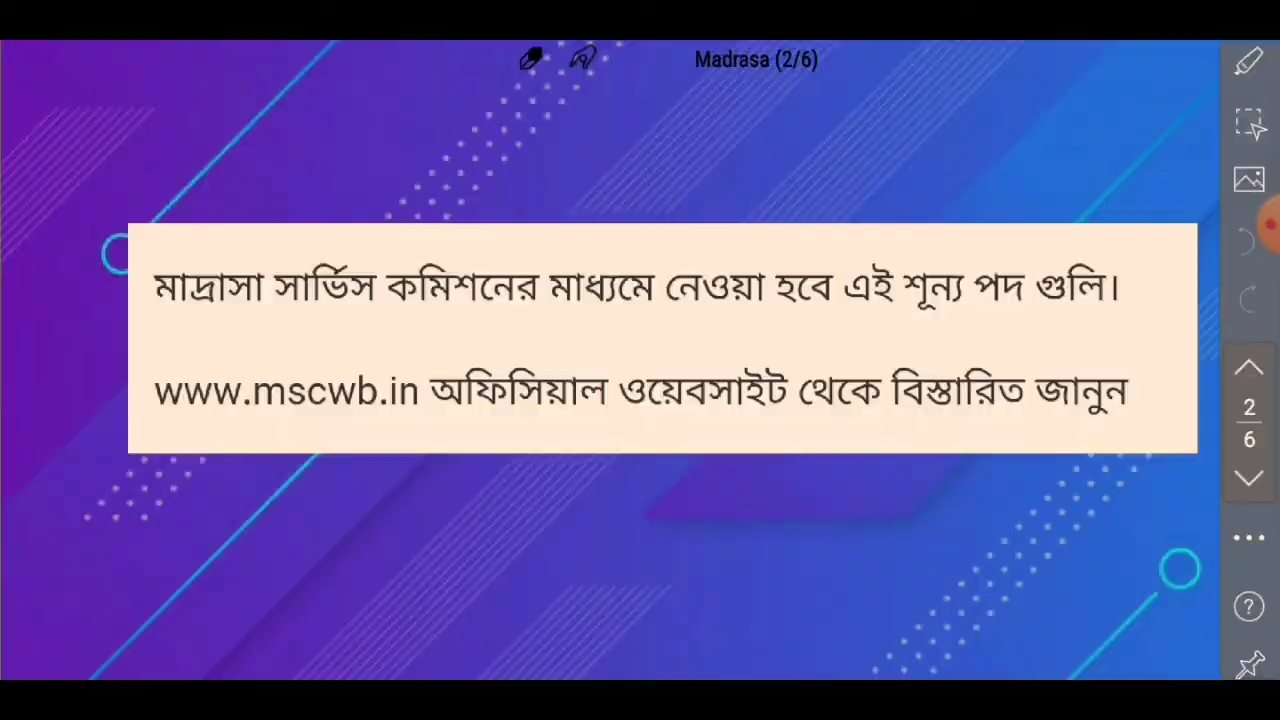 Madrasa (2/6)
মাদ্রাসা সার্ভিস কমিশনের মাধ্যমে নেওয়া হবে এই শূন্য পদ গুলি।
www.mscwb.in অফিসিয়াল ওয়েবসাইট থেকে বিস্তারিত জানুন
2
6